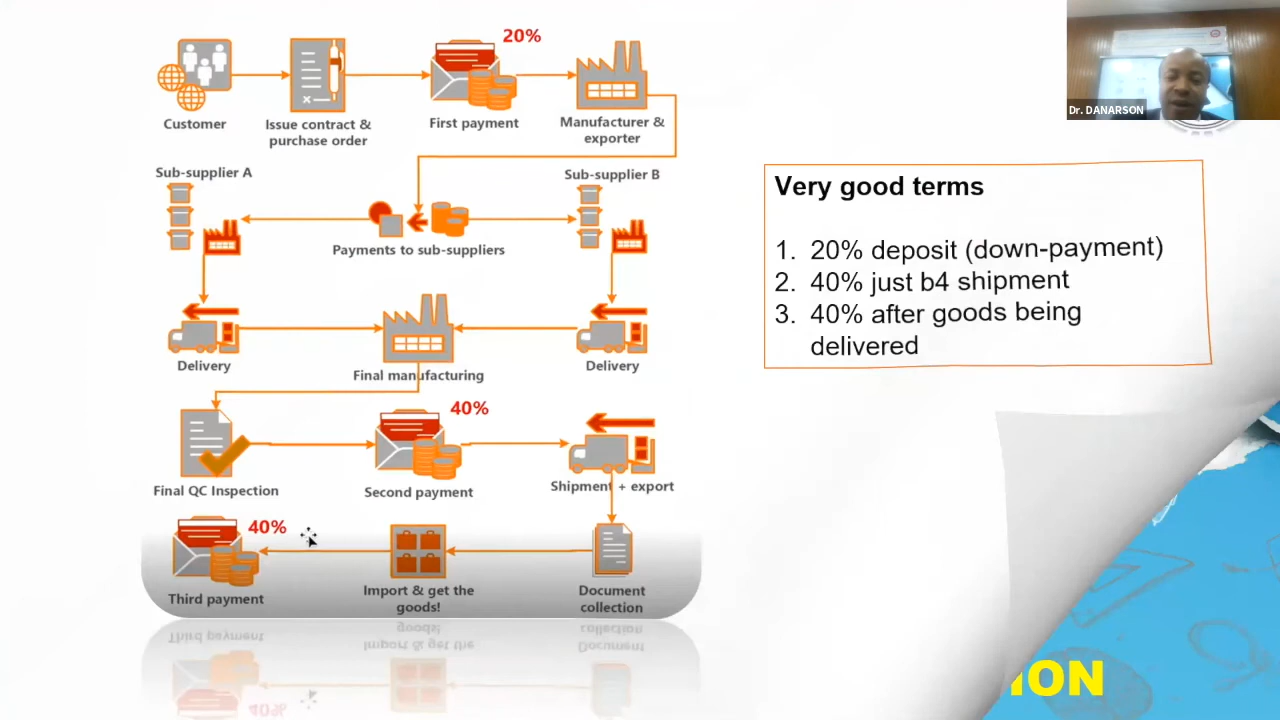 20%
Customer
Issue contract &
purchase order
First payment
Manufacturer &
exporter
Sub-supplier A
Sub-supplier B
Payments to sub-suppliers
Delivery
Final manufacturing
Delivery
40%
Final QC Inspection
Second payment
Shipment + export
40%
Third payment
Import & get the
goods!
Document
collection
Dr. DANARSON
Very good terms
1. 20% deposit (down-payment)
2. 40% just b4 shipment
3. 40% after goods being
delivered
ION